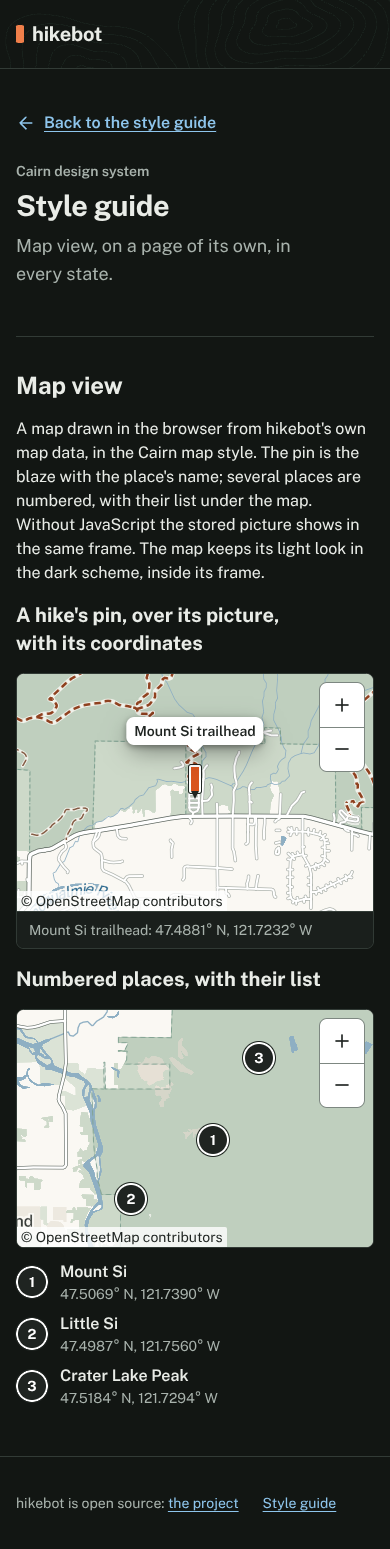 hikebot
← Back to the style guide
Cairn design system
Style guide
Map view, on a page of its own, in
every state.
Map view
A map drawn in the browser from hikebot's own
map data, in the Cairn map style. The pin is the
blaze with the place's name; several places are
numbered, with their list under the map.
Without JavaScript the stored picture shows in
the same frame. The map keeps its light look in
the dark scheme, inside its frame.
A hike's pin, over its picture,
with its coordinates
+
Mount Si trailhead
−
© OpenStreetMap contributors
Mount Si trailhead: 47.4881° N, 121.7232° W
Numbered places, with their list
+
3
−
1
2
nd
© OpenStreetMap contributors
1 Mount Si
47.5069° N, 121.7390° W
2 Little Si
47.4987° N, 121.7560° W
3 Crater Lake Peak
47.5184° N, 121.7294° W
hikebot is open source: the project Style guide